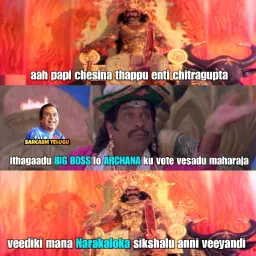 aah papi chesina thappu enti chitragupta
SARCASM TELUGU
ithagaadu BIG BOSS lo ARCHANA ku vote vesadu maharaja
veediki mana Narakaloka sikshalu anni veeyandi